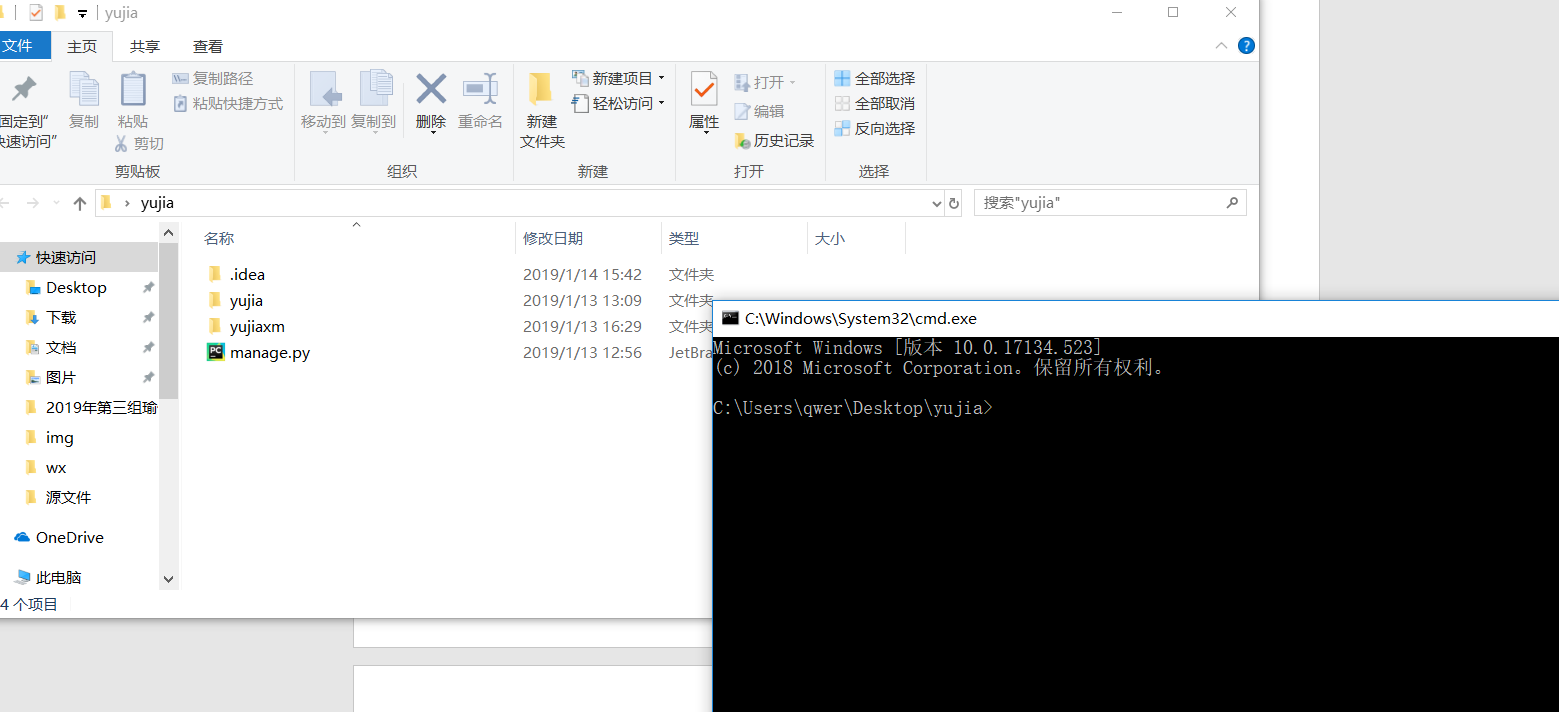 yujia
文件 主页 共享 查看
固定到"
快速访问"
复制
粘贴
复制路径
粘贴快捷方式
剪切
剪贴板
移动到 复制到 删除 重命名
组织
新建
文件夹
新建项目
轻松访问
新建
属性
打开
编辑
历史记录
打开
全部选择
全部取消
反向选择
选择
yujia
搜索"yujia"
名称 修改日期 类型 大小
.idea 2019/1/14 15:42 文件夹
yujia 2019/1/13 13:09 文件夹
yujiaxm 2019/1/13 16:29 文件夹
manage.py 2019/1/13 12:56 JetBra
快速访问
Desktop
下载
文档
图片
2019年第三组瑜
img
wx
源文件
OneDrive
此电脑
4 个项目
C:\Windows\System32\cmd.exe
Microsoft Windows [版本 10.0.17134.523]
(c) 2018 Microsoft Corporation。保留所有权利。
C:\Users\qwer\Desktop\yujia>